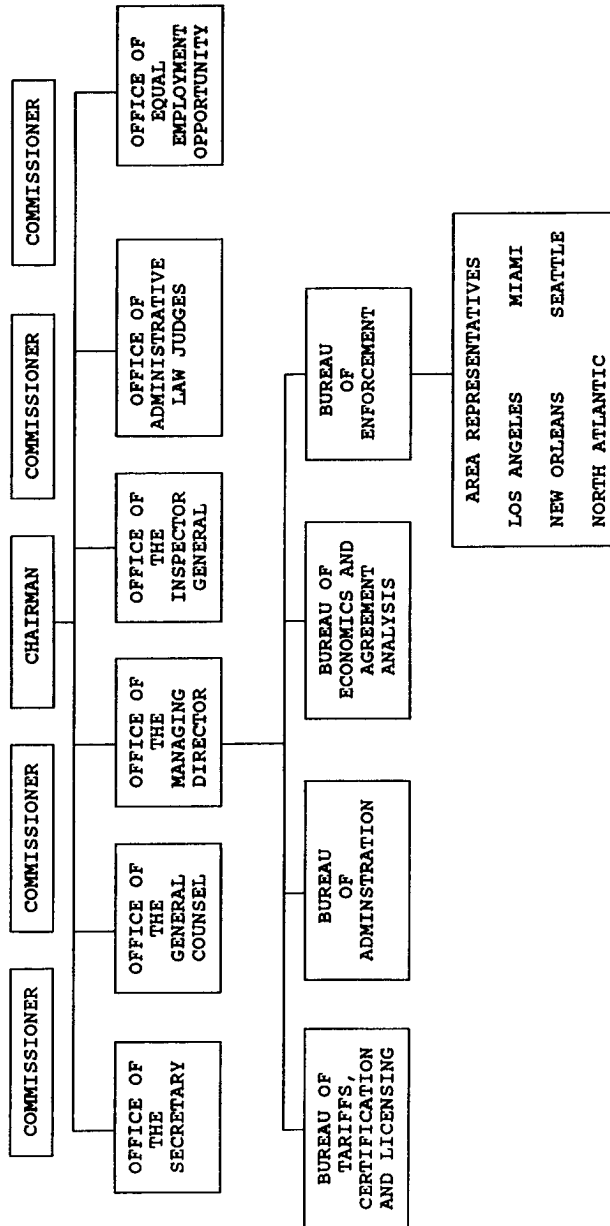 COMMISSIONER
COMMISSIONER
CHAIRMAN
COMMISSIONER
COMMISSIONER
OFFICE OF
THE
SECRETARY
OFFICE OF
THE
GENERAL
COUNSEL
OFFICE OF
THE
MANAGING
DIRECTOR
OFFICE OF
THE
INSPECTOR
GENERAL
OFFICE OF
ADMINISTRATIVE
LAW JUDGES
OFFICE OF
EQUAL
EMPLOYMENT
OPPORTUNITY
BUREAU OF
TARIFFS,
CERTIFICATION
AND LICENSING
BUREAU
OF
ADMINSTRATION
BUREAU OF
ECONOMICS AND
AGREEMENT
ANALYSIS
BUREAU
OF
ENFORCEMENT
AREA REPRESENTATIVES
LOS ANGELES MIAMI
NEW ORLEANS SEATTLE
NORTH ATLANTIC